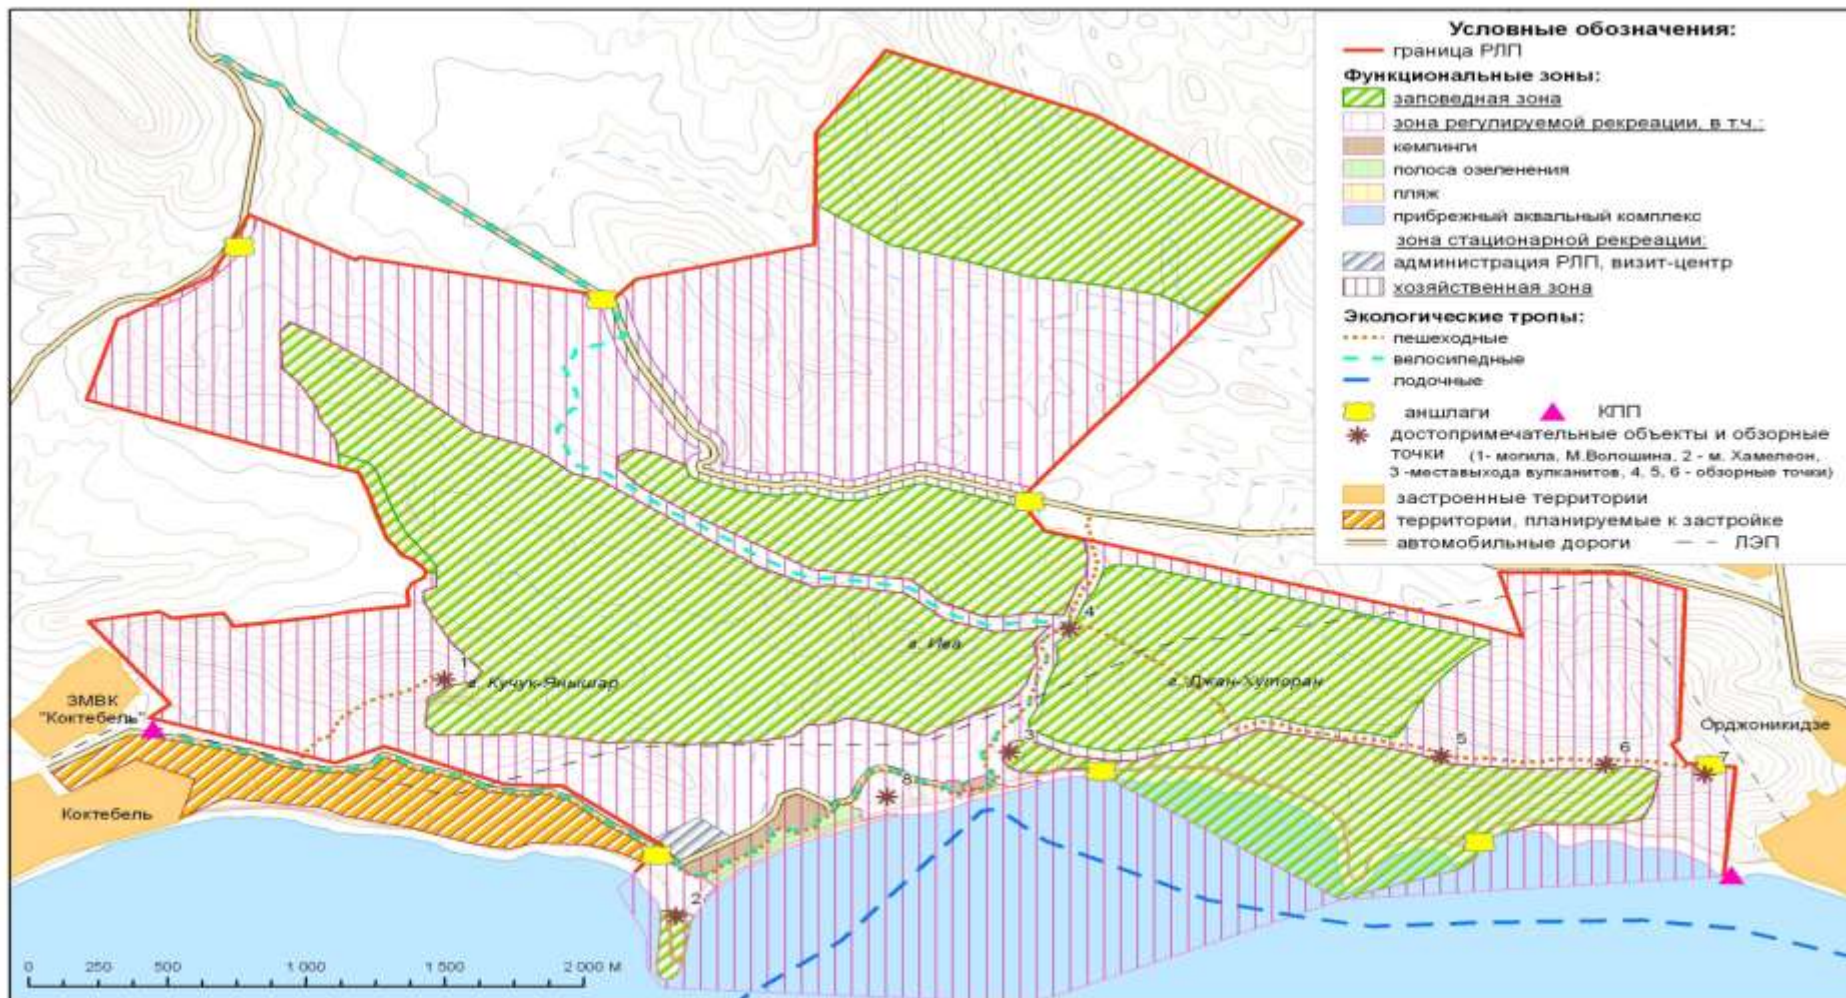 Условные обозначения:
граница РЛП
Функциональные зоны:
заповедная зона
зона регулируемой рекреации, в т.ч.:
кемпинги
полоса озеленения
пляж
прибрежный аквальный комплекс
зона стационарной рекреации:
администрация РЛП, визит-центр
хозяйственная зона
Экологические тропы:
пешеходные
велосипедные
лодочные
аншлаги КПП
достопримечательные объекты и обзорные
точки (1- могила, М.Волошина, 2 - м. Хамелеон,
3 -меставыхода вулканитов, 4, 5, 6 - обзорные точки)
застроенные территории
территории, планируемые к застройке
автомобильные дороги ЛЭП
4
г. Ива
1
г. Кучук-Янышар
г. Джан-Хуторан
ЗМВК
"Коктебель"
Орджоникидзе
3
5
6
7
8
Коктебель
2
0 250 500 1 000 1 500 2 000 М